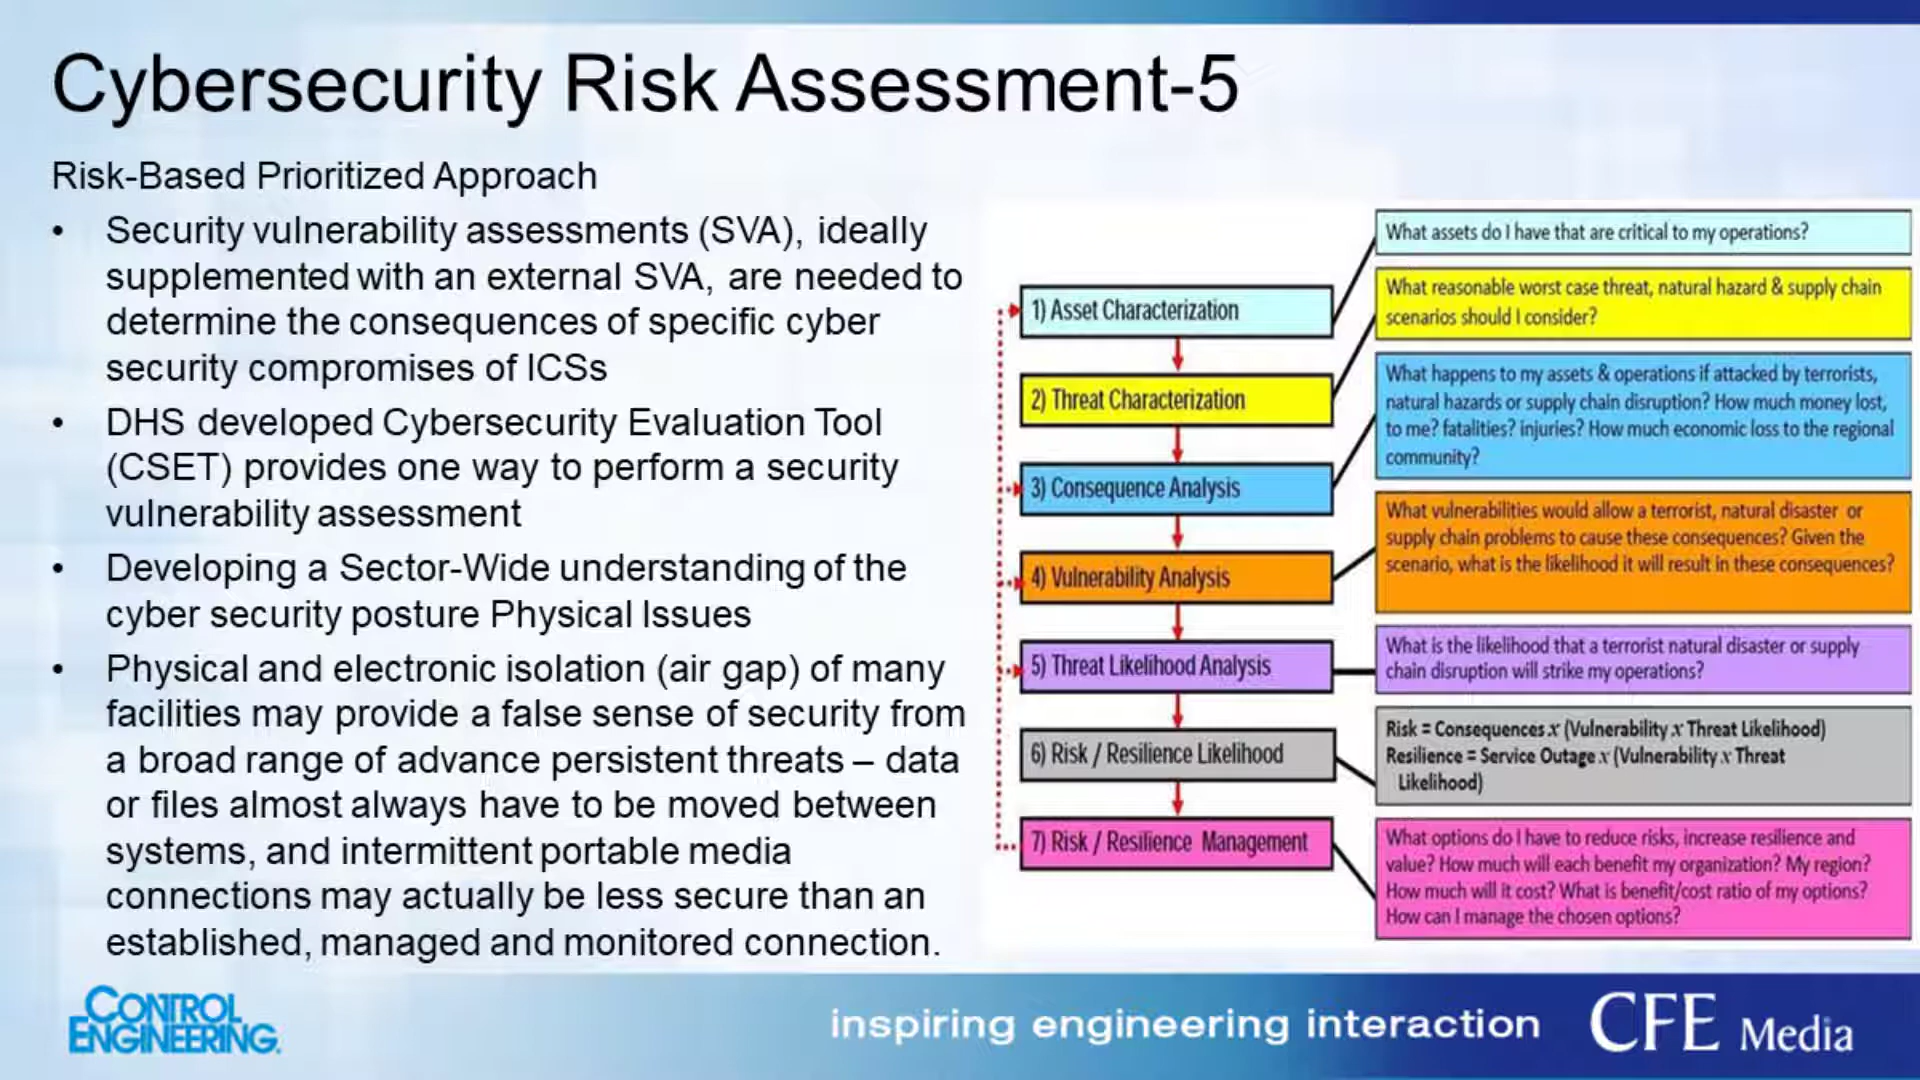 Cybersecurity Risk Assessment-5
Risk-Based Prioritized Approach
• Security vulnerability assessments (SVA), ideally
supplemented with an external SVA, are needed to
determine the consequences of specific cyber
security compromises of ICSs
• DHS developed Cybersecurity Evaluation Tool
(CSET) provides one way to perform a security
vulnerability assessment
• Developing a Sector-Wide understanding of the
cyber security posture Physical Issues
• Physical and electronic isolation (air gap) of many
facilities may provide a false sense of security from
a broad range of advance persistent threats – data
or files almost always have to be moved between
systems, and intermittent portable media
connections may actually be less secure than an
established, managed and monitored connection.
1) Asset Characterization
2) Threat Characterization
3) Consequence Analysis
4) Vulnerability Analysis
5) Threat Likelihood Analysis
6) Risk / Resilience Likelihood
7) Risk / Resilience Management
What assets do I have that are critical to my operations?
What reasonable worst case threat, natural hazard & supply chain
scenarios should I consider?
What happens to my assets & operations if attacked by terrorists,
natural hazards or supply chain disruption? How much money lost,
to me? fatalities? injuries? How much economic loss to the regional
community?
What vulnerabilities would allow a terrorist, natural disaster or
supply chain problems to cause these consequences? Given the
scenario, what is the likelihood it will result in these consequences?
What is the likelihood that a terrorist natural disaster or supply
chain disruption will strike my operations?
Risk = Consequences x (Vulnerability x Threat Likelihood)
Resilience = Service Outage x (Vulnerability x Threat
Likelihood)
What options do I have to reduce risks, increase resilience and
value? How much will each benefit my organization? My region?
How much will it cost? What is benefit/cost ratio of my options?
How can I manage the chosen options?
CONTROL
ENGINEERING.
inspiring engineering interaction
CFE Media